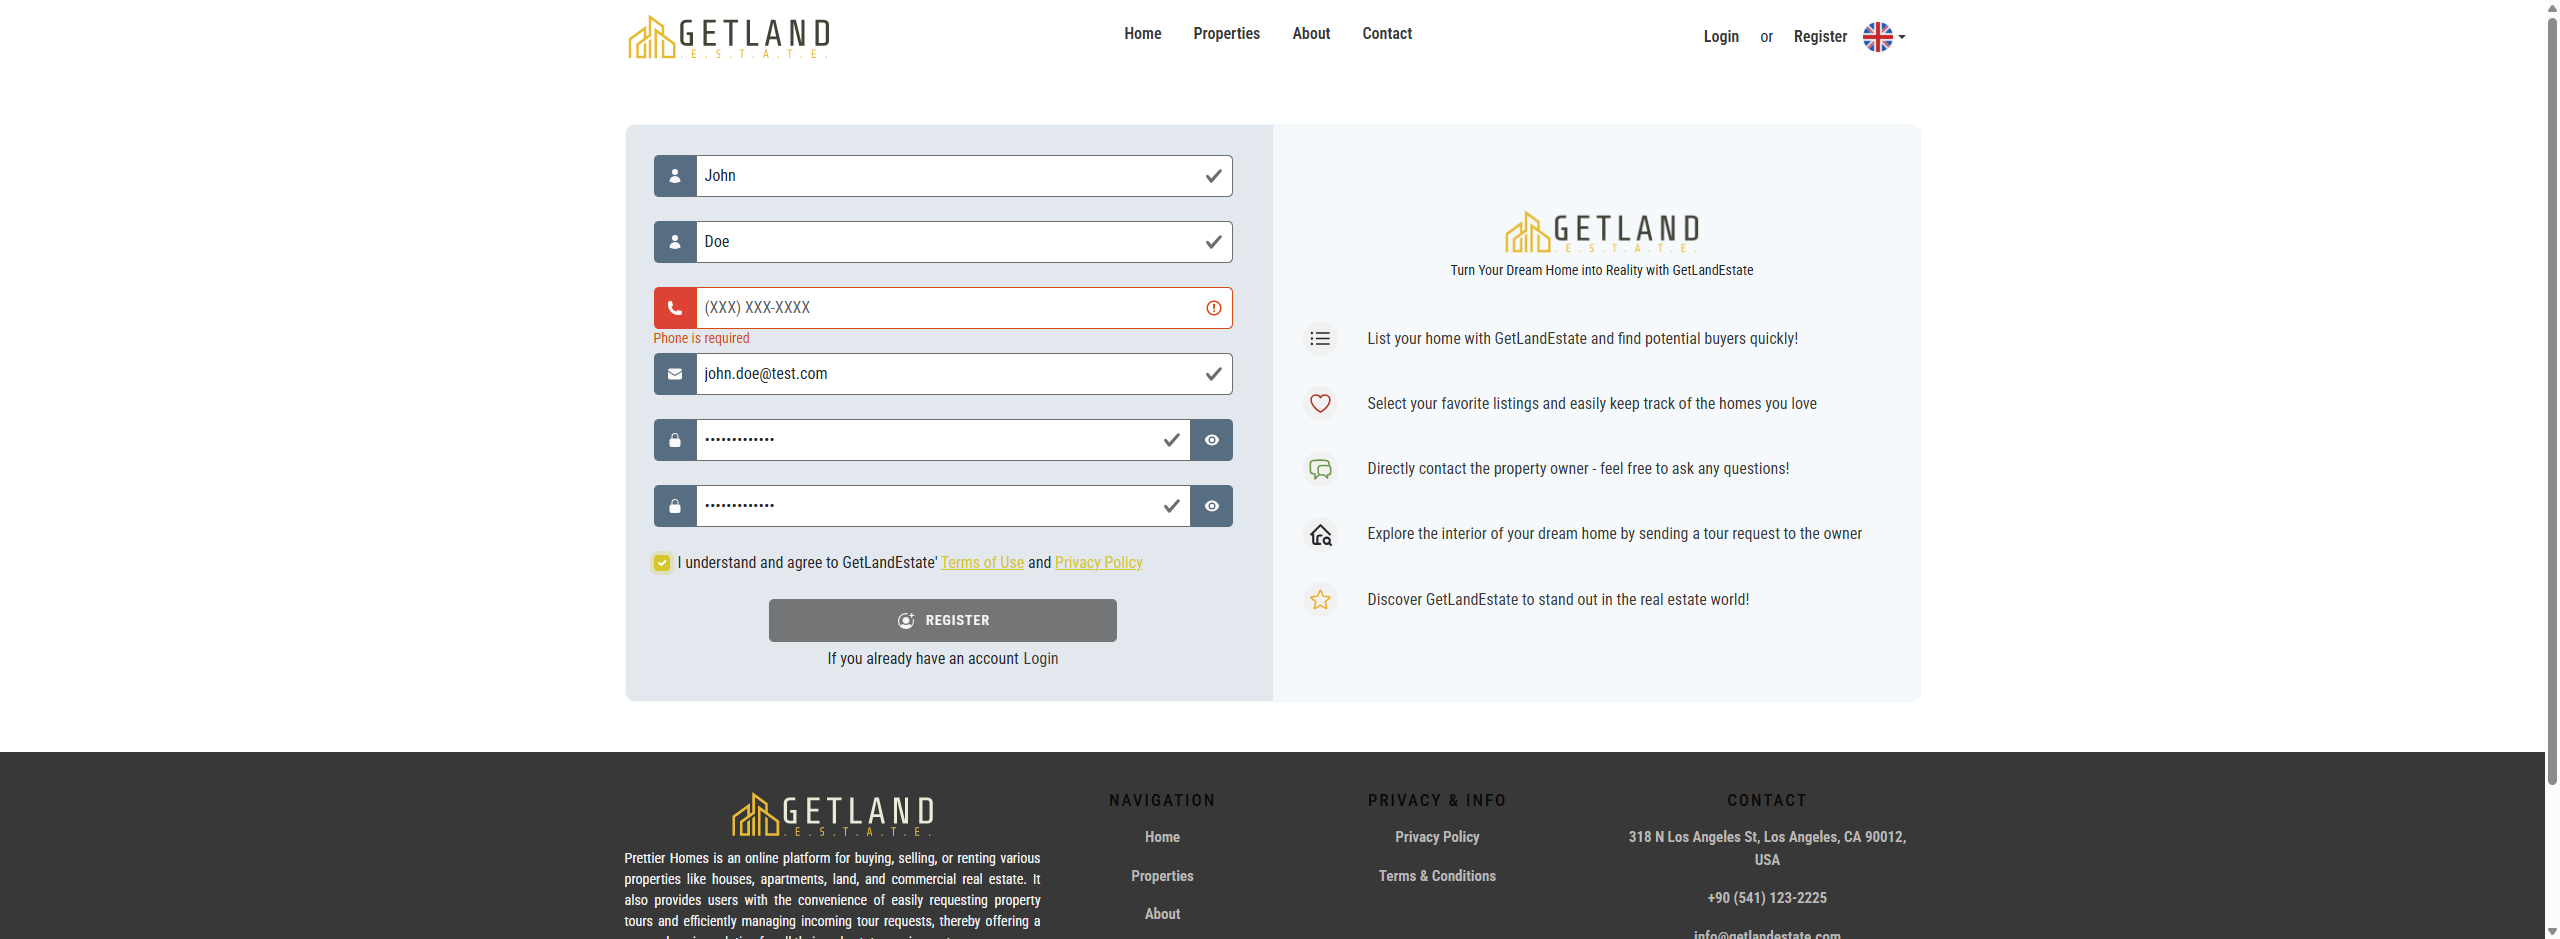 GETLAND
.E.S.T.A.T.E.
Home Properties About Contact
Login or Register
John
Doe
(XXX) XXX-XXXX
Phone is required
john.doe@test.com
•••••••••••••
•••••••••••••
I understand and agree to GetLandEstate' Terms of Use and Privacy Policy
REGISTER
If you already have an account Login
GETLAND
.E.S.T.A.T.E.
Turn Your Dream Home into Reality with GetLandEstate
List your home with GetLandEstate and find potential buyers quickly!
Select your favorite listings and easily keep track of the homes you love
Directly contact the property owner - feel free to ask any questions!
Explore the interior of your dream home by sending a tour request to the owner
Discover GetLandEstate to stand out in the real estate world!
GETLAND
.E.S.T.A.T.E.
Prettier Homes is an online platform for buying, selling, or renting various
properties like houses, apartments, land, and commercial real estate. It
also provides users with the convenience of easily requesting property
tours and efficiently managing incoming tour requests, thereby offering a
NAVIGATION
Home
Properties
About
PRIVACY & INFO
Privacy Policy
Terms & Conditions
CONTACT
318 N Los Angeles St, Los Angeles, CA 90012,
USA
+90 (541) 123-2225
info@getlandestate.com